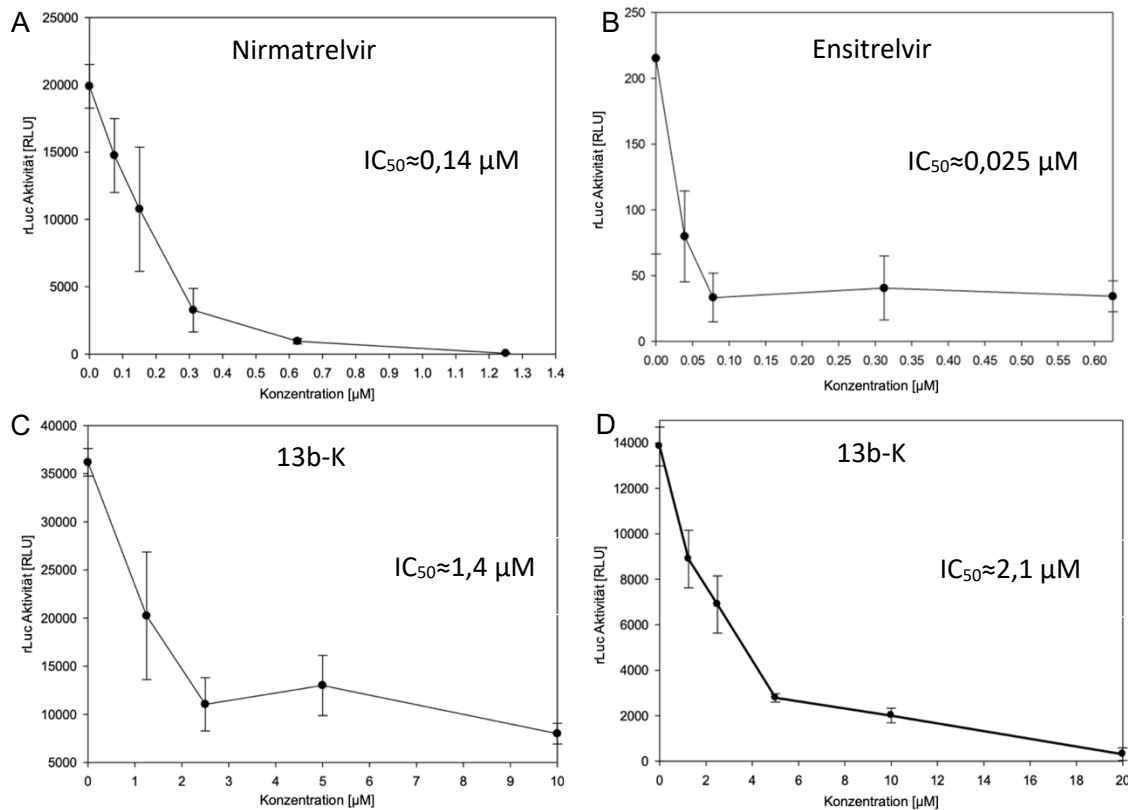 A
Nirmatrelvir
IC50≈0,14 µM
rLuc Aktivität [RLU]
25000
20000
15000
10000
5000
0
0.0 0.1 0.2 0.3 0.4 0.5 0.6 0.7 0.8 0.9 1.0 1.1 1.2 1.3 1.4
Konzentration [µM]
B
Ensitrelvir
IC50≈0,025 µM
rLuc Aktivität [RLU]
250
200
150
100
50
0
0.00 0.05 0.10 0.15 0.20 0.25 0.30 0.35 0.40 0.45 0.50 0.55 0.60
Konzentration [µM]
C
13b-K
IC50≈1,4 µM
rLuc Aktivität [RLU]
40000
35000
30000
25000
20000
15000
10000
5000
0 1 2 3 4 5 6 7 8 9 10
Konzentration [µM]
D
13b-K
IC50≈2,1 µM
rLuc Aktivität [RLU]
14000
12000
10000
8000
6000
4000
2000
0
0 2 4 6 8 10 12 14 16 18 20
Konzentration [µM]